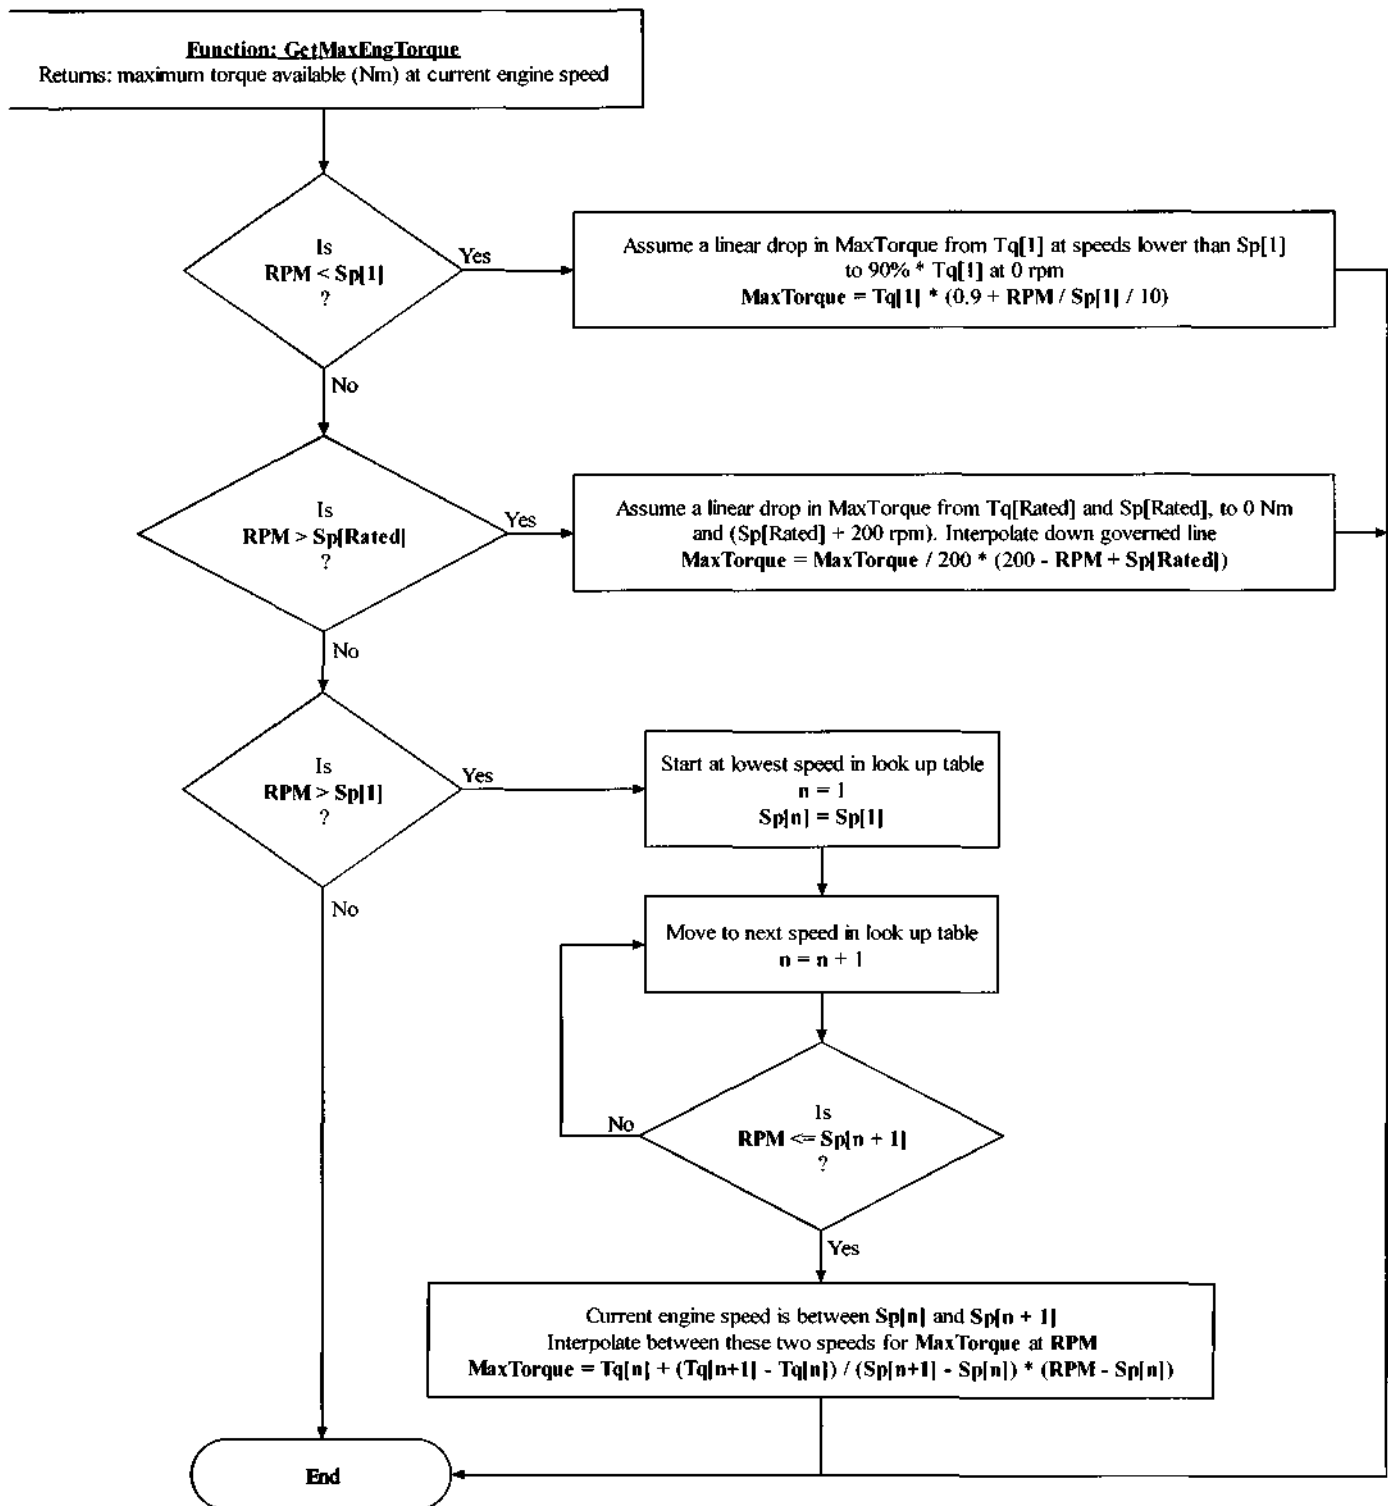 Function: GetMaxEngTorque
Returns: maximum torque available (Nm) at current engine speed
Is
RPM < Sp[1]
?
Yes
Assume a linear drop in MaxTorque from Tq[1] at speeds lower than Sp[1]
to 90% * Tq[1] at 0 rpm
MaxTorque = Tq[1] * (0.9 + RPM / Sp[1] / 10)
No
Is
RPM > Sp[Rated]
?
Yes
Assume a linear drop in MaxTorque from Tq[Rated] and Sp[Rated], to 0 Nm
and (Sp[Rated] + 200 rpm). Interpolate down governed line
MaxTorque = MaxTorque / 200 * (200 - RPM + Sp[Rated])
No
Is
RPM > Sp[1]
?
Yes
Start at lowest speed in look up table
n = 1
Sp[n] = Sp[1]
No
Move to next speed in look up table
n = n + 1
Is
RPM <= Sp[n + 1]
?
No
Yes
Current engine speed is between Sp[n] and Sp[n + 1]
Interpolate between these two speeds for MaxTorque at RPM
MaxTorque = Tq[n] + (Tq[n+1] - Tq[n]) / (Sp[n+1] - Sp[n]) * (RPM - Sp[n])
End